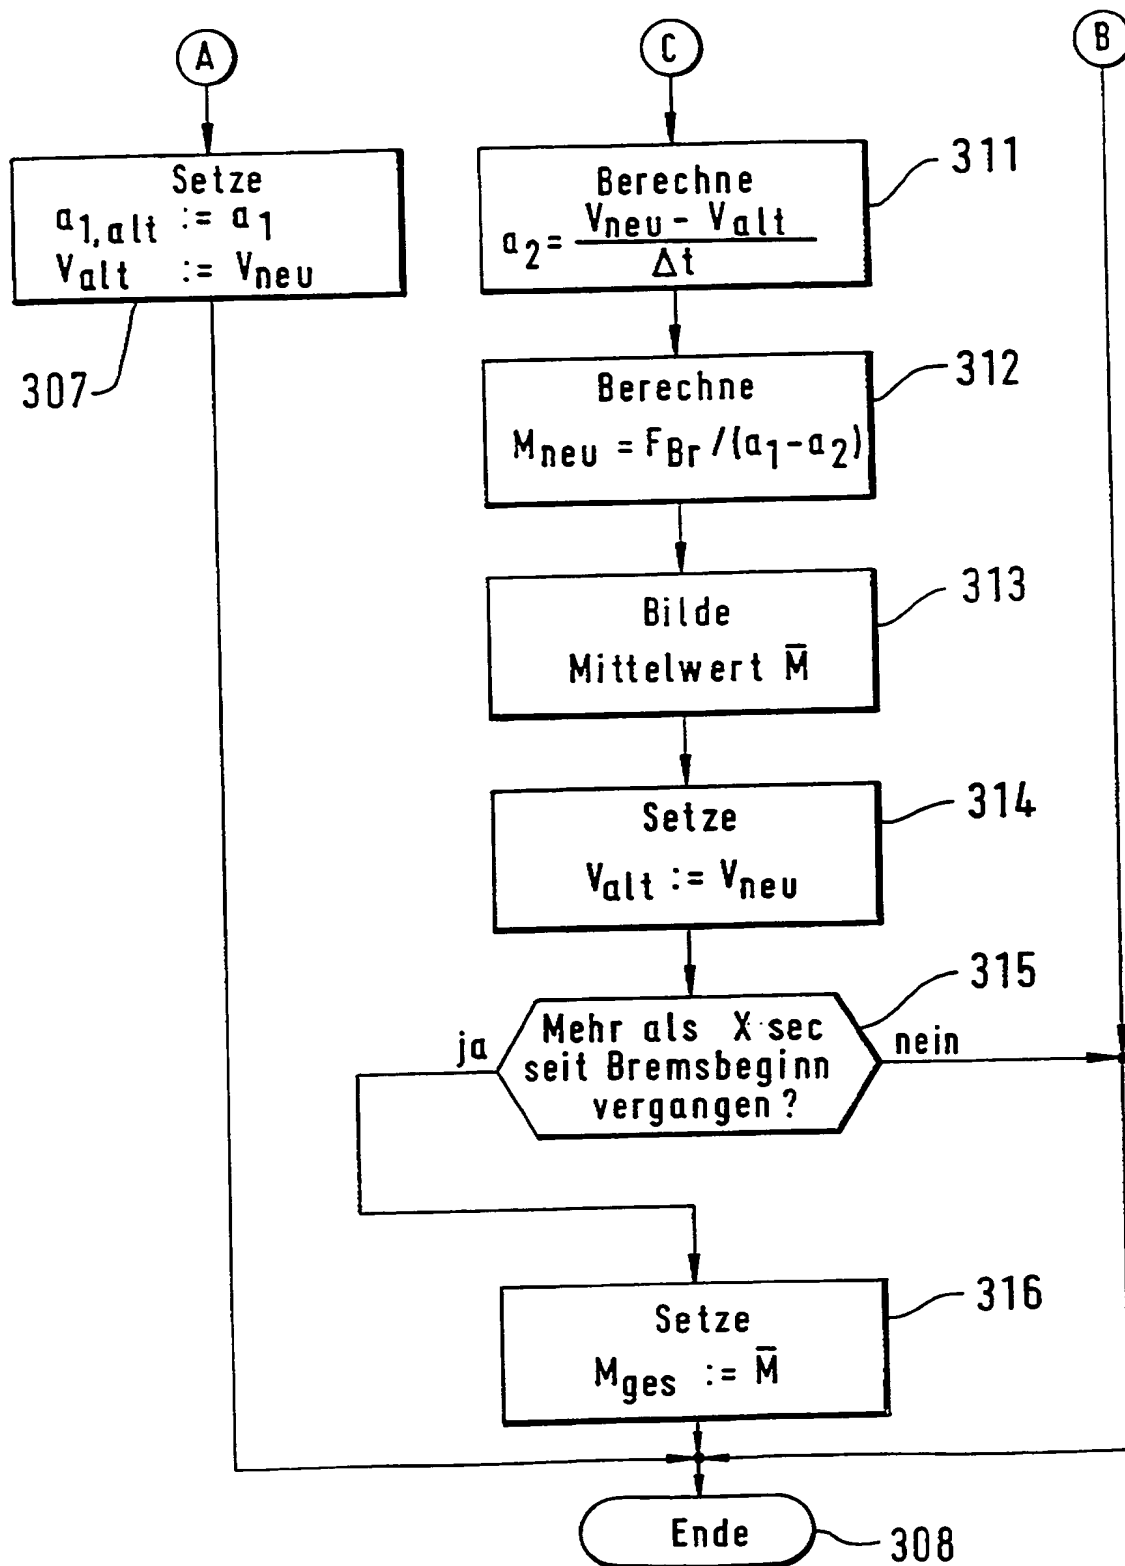 A
C
B
Setze
a1,alt := a1
Valt := Vneu
307
Berechne
a2 = Vneu - Valt / Δt
311
Berechne
Mneu = FBr /(a1-a2)
312
Bilde
Mittelwert M̅
313
Setze
Valt := Vneu
314
Mehr als X sec
seit Bremsbeginn
vergangen ?
315
ja
nein
Setze
Mges := M̅
316
Ende
308